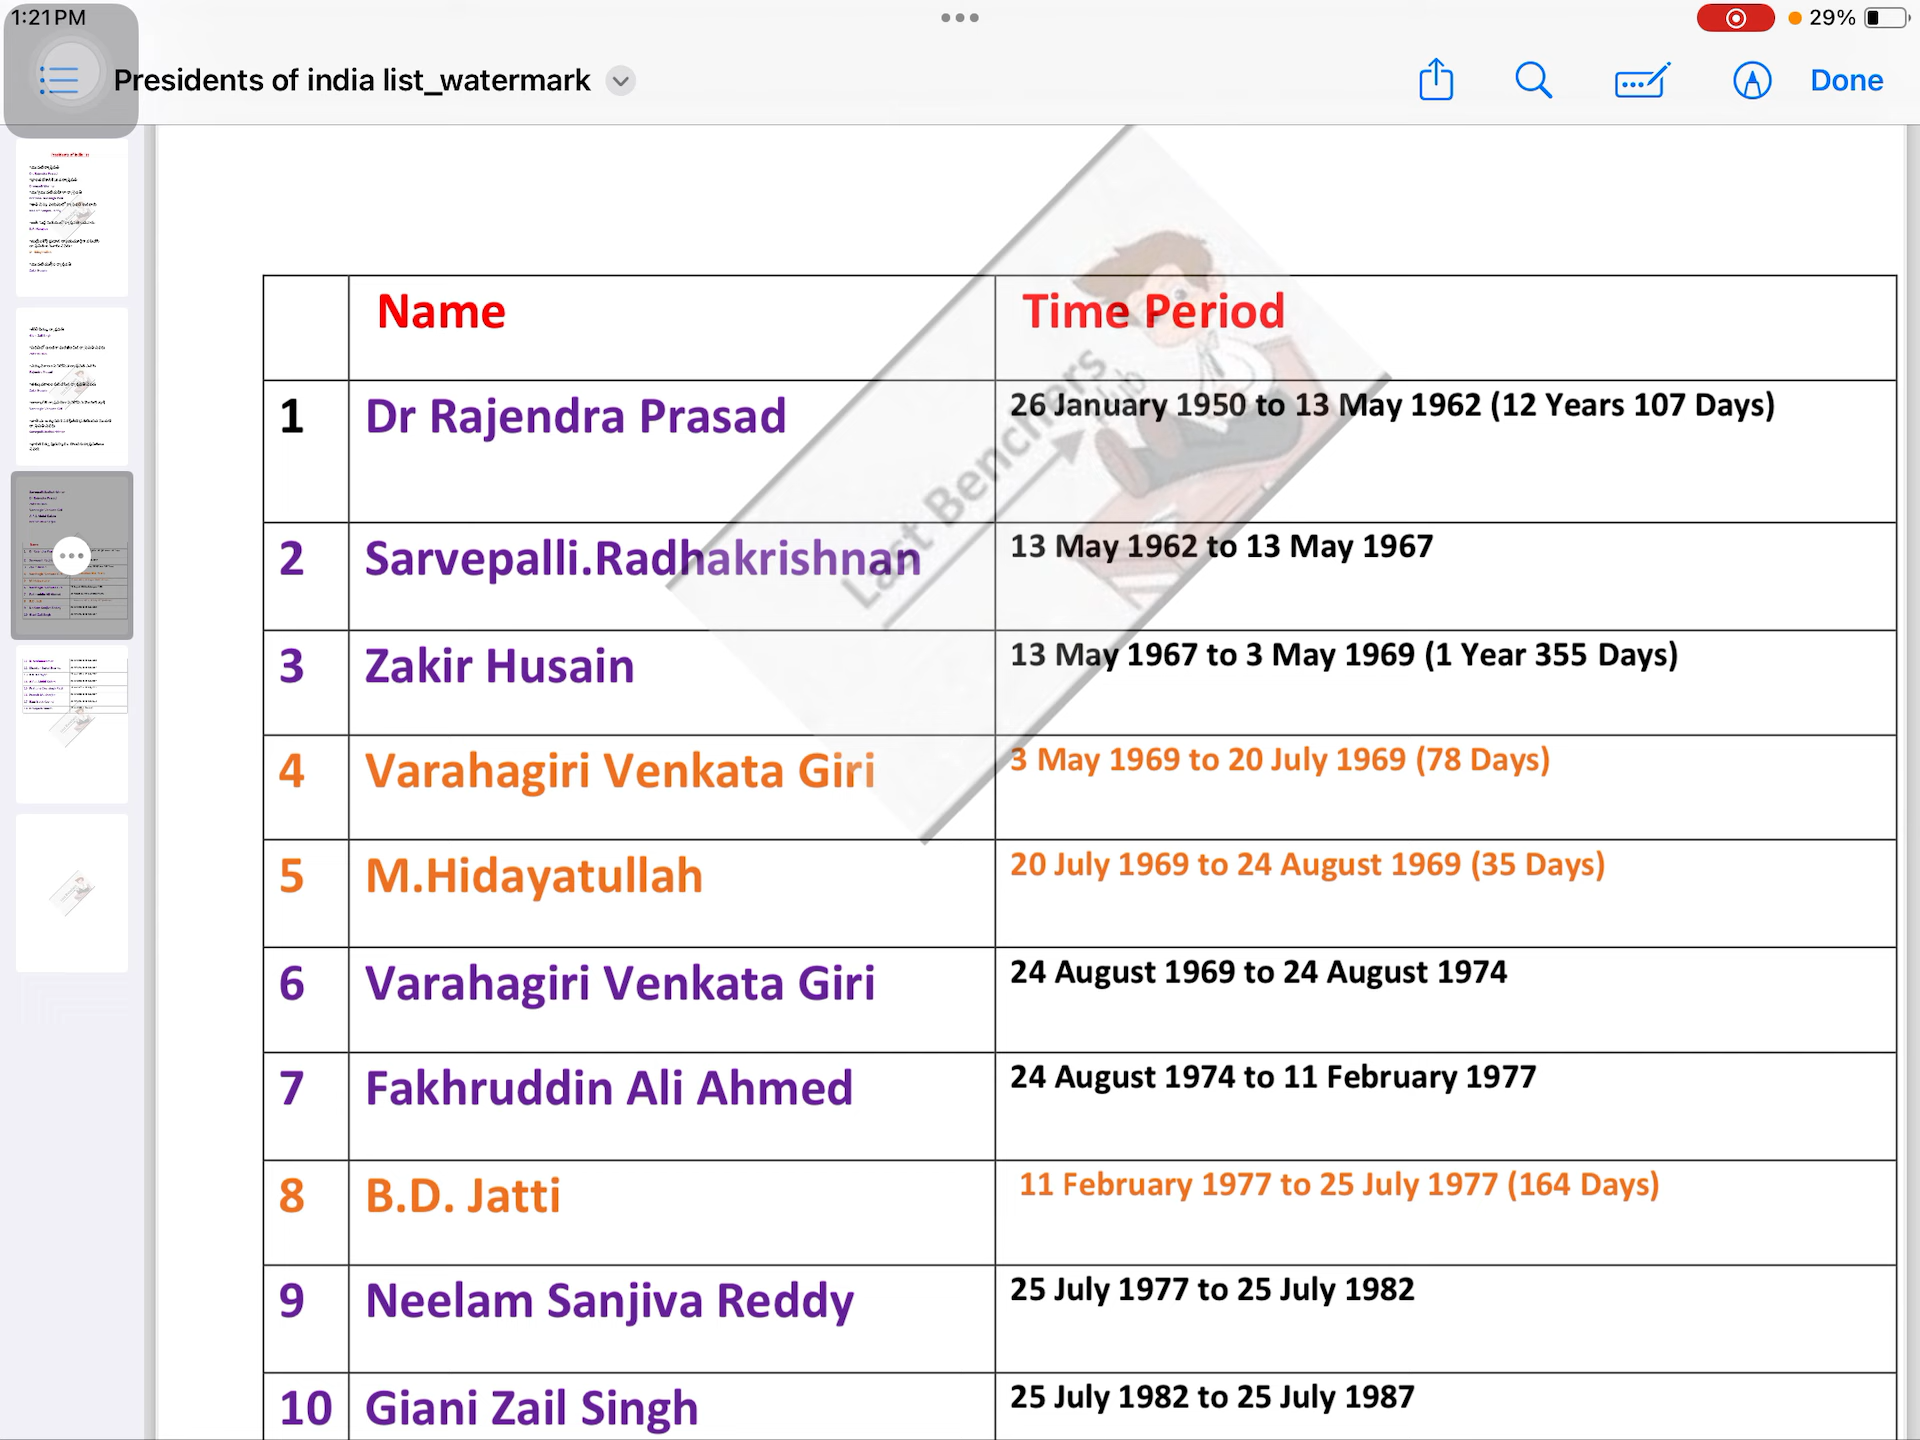 1:21 PM
29%
Presidents of india list_watermark
Done
Name
Time Period
1
Dr Rajendra Prasad
26 January 1950 to 13 May 1962 (12 Years 107 Days)
2
Sarvepalli.Radhakrishnan
13 May 1962 to 13 May 1967
3
Zakir Husain
13 May 1967 to 3 May 1969 (1 Year 355 Days)
4
Varahagiri Venkata Giri
3 May 1969 to 20 July 1969 (78 Days)
5
M.Hidayatullah
20 July 1969 to 24 August 1969 (35 Days)
6
Varahagiri Venkata Giri
24 August 1969 to 24 August 1974
7
Fakhruddin Ali Ahmed
24 August 1974 to 11 February 1977
8
B.D. Jatti
11 February 1977 to 25 July 1977 (164 Days)
9
Neelam Sanjiva Reddy
25 July 1977 to 25 July 1982
10
Giani Zail Singh
25 July 1982 to 25 July 1987
Last Benchers